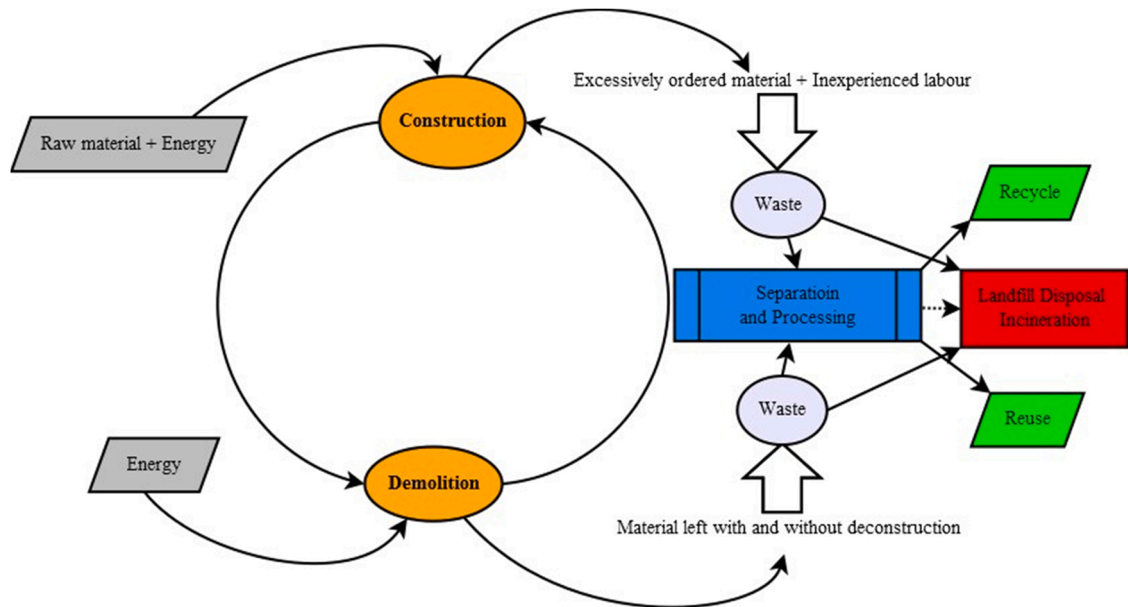 Excessively ordered material + Inexperienced labour
Construction
Raw material + Energy
Waste
Recycle
Separatioin
and Processing
Landfill Disposal
Incineration
Waste
Reuse
Energy
Demolition
Material left with and without deconstruction